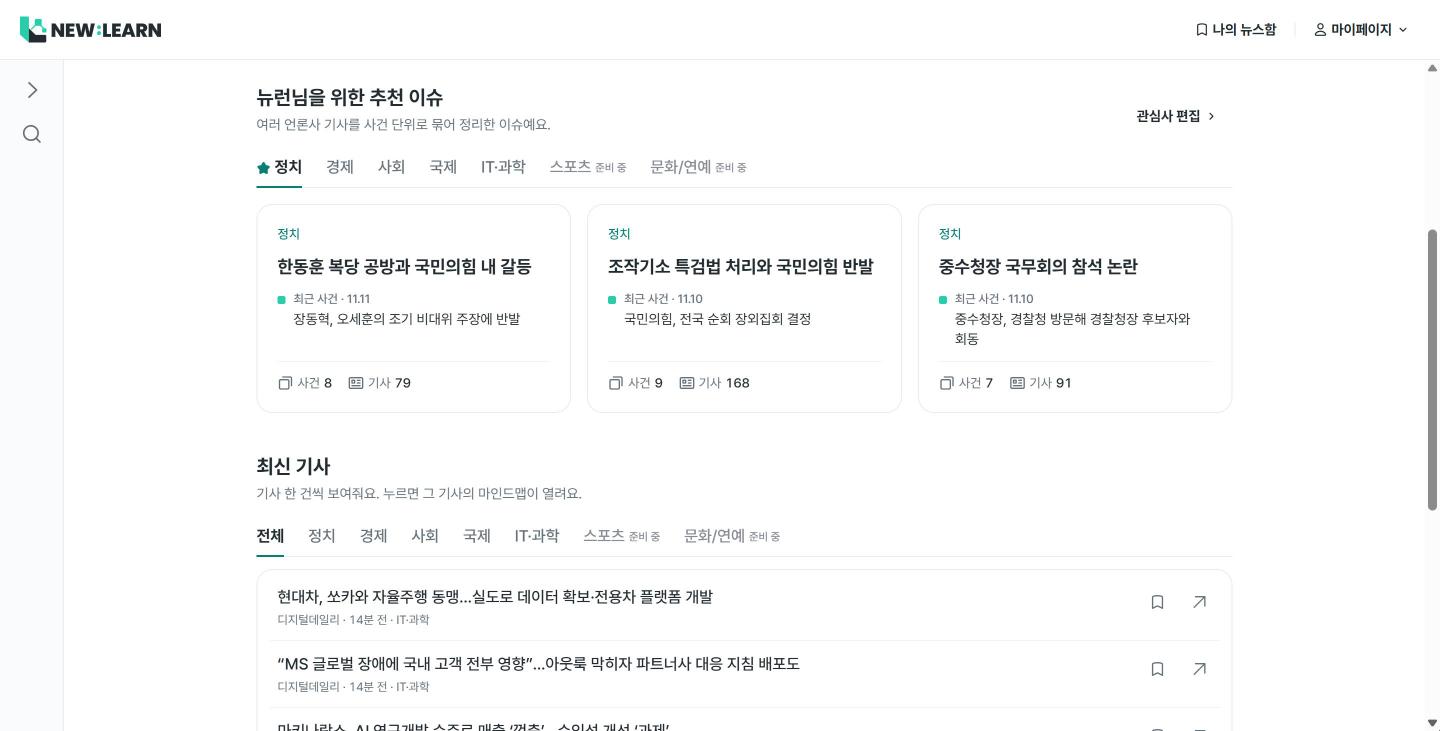 NEW:LEARN
나의 뉴스함
마이페이지
뉴런님을 위한 추천 이슈
여러 언론사 기사를 사건 단위로 묶어 정리한 이슈예요.
관심사 편집
정치 경제 사회 국제 IT·과학 스포츠 준비 중 문화/연예 준비 중
정치
한동훈 복당 공방과 국민의힘 내 갈등
최근 사건 · 11.11
장동혁, 오세훈의 조기 비대위 주장에 반발
사건 8 기사 79
정치
조작기소 특검법 처리와 국민의힘 반발
최근 사건 · 11.10
국민의힘, 전국 순회 장외집회 결정
사건 9 기사 168
정치
중수청장 국무회의 참석 논란
최근 사건 · 11.10
중수청장, 경찰청 방문해 경찰청장 후보자와
회동
사건 7 기사 91
최신 기사
기사 한 건씩 보여줘요. 누르면 그 기사의 마인드맵이 열려요.
전체 정치 경제 사회 국제 IT·과학 스포츠 준비 중 문화/연예 준비 중
현대차, 쏘카와 자율주행 동맹…실도로 데이터 확보·전용차 플랫폼 개발
디지털데일리 · 14분 전 · IT·과학
“MS 글로벌 장애에 국내 고객 전부 영향”…아웃룩 막히자 파트너사 대응 지침 배포도
디지털데일리 · 14분 전 · IT·과학